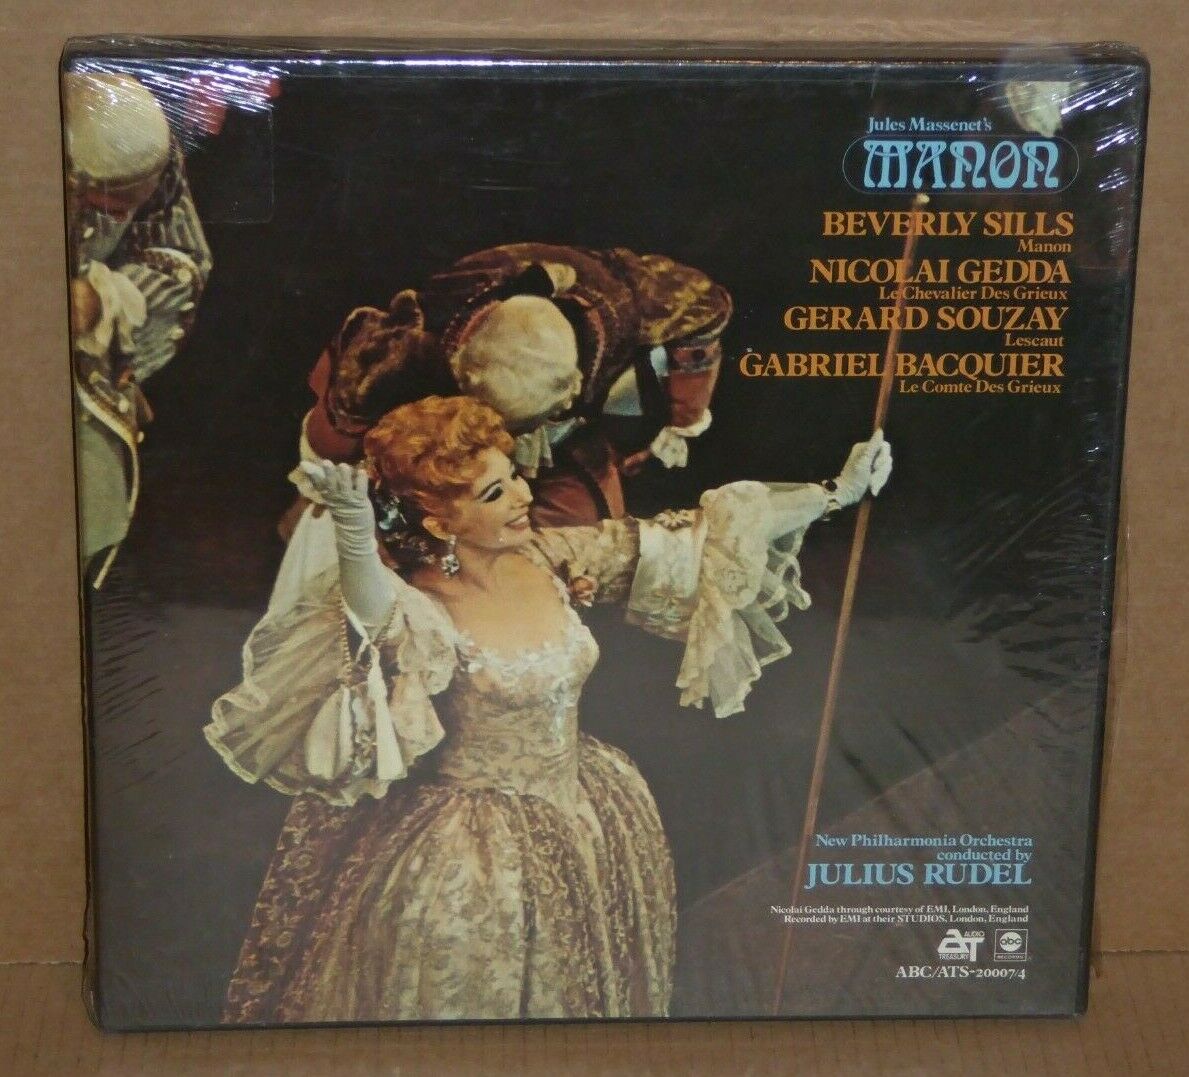 Jules Massenet's
MANON
BEVERLY SILLS
Manon
NICOLAI GEDDA
Le Chevalier Des Grieux
GERARD SOUZAY
Lescaut
GABRIEL BACQUIER
Le Comte Des Grieux
New Philharmonia Orchestra
conducted by
JULIUS RUDEL
Nicolai Gedda through courtesy of EMI, London, England
Recorded by EMI at their STUDIOS, London, England
AT AUDIO TREASURY
abc RECORDS
ABC/ATS-20007/4